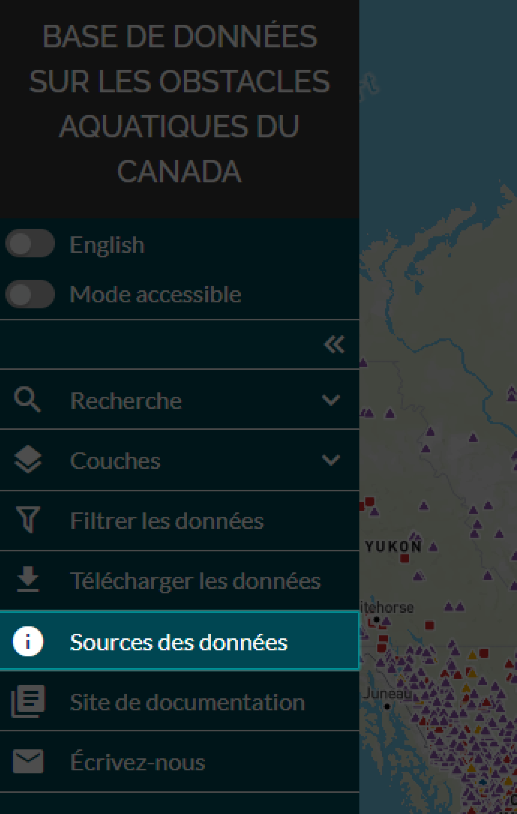 BASE DE DONNÉES
SUR LES OBSTACLES
AQUATIQUES DU
CANADA
English
Mode accessible
Recherche
Couches
Filtrer les données
Télécharger les données
Sources des données
Site de documentation
Écrivez-nous
YUKON
itehorse
Juneau